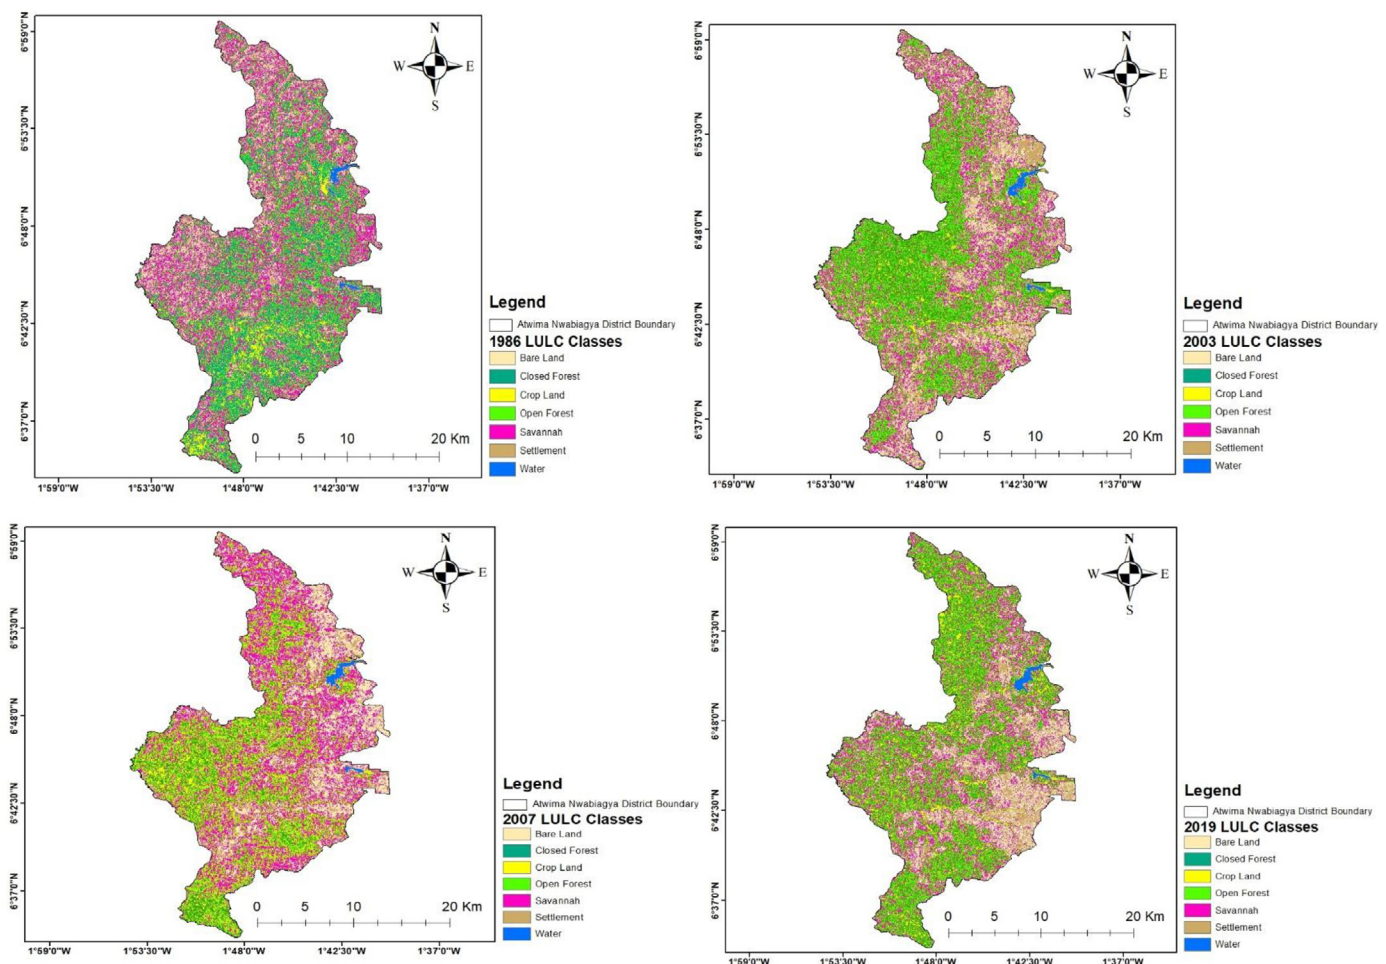 6°59'0"N
6°53'30"N
6°48'0"N
6°42'30"N
6°37'0"N
N
W E
S
Legend
Atwima Nwabiagya District Boundary
1986 LULC Classes
Bare Land
Closed Forest
Crop Land
Open Forest
Savannah
Settlement
Water
0 5 10 20 Km
1°59'0"W 1°53'30"W 1°48'0"W 1°42'30"W 1°37'0"W
6°59'0"N
6°53'30"N
6°48'0"N
6°42'30"N
6°37'0"N
N
W E
S
Legend
Atwima Nwabiagya District Boundary
2003 LULC Classes
Bare Land
Closed Forest
Crop Land
Open Forest
Savannah
Settlement
Water
0 5 10 20 Km
1°59'0"W 1°53'30"W 1°48'0"W 1°42'30"W 1°37'0"W
6°59'0"N
6°53'30"N
6°48'0"N
6°42'30"N
6°37'0"N
N
W E
S
Legend
Atwima Nwabiagya District Boundary
2007 LULC Classes
Bare Land
Closed Forest
Crop Land
Open Forest
Savannah
Settlement
Water
0 5 10 20 Km
1°59'0"W 1°53'30"W 1°48'0"W 1°42'30"W 1°37'0"W
6°59'0"N
6°53'30"N
6°48'0"N
6°42'30"N
6°37'0"N
N
W E
S
Legend
Atwima Nwabiagya District Boundary
2019 LULC Classes
Bare Land
Closed Forest
Crop Land
Open Forest
Savannah
Settlement
Water
0 5 10 20 Km
1°59'0"W 1°53'30"W 1°48'0"W 1°42'30"W 1°37'0"W